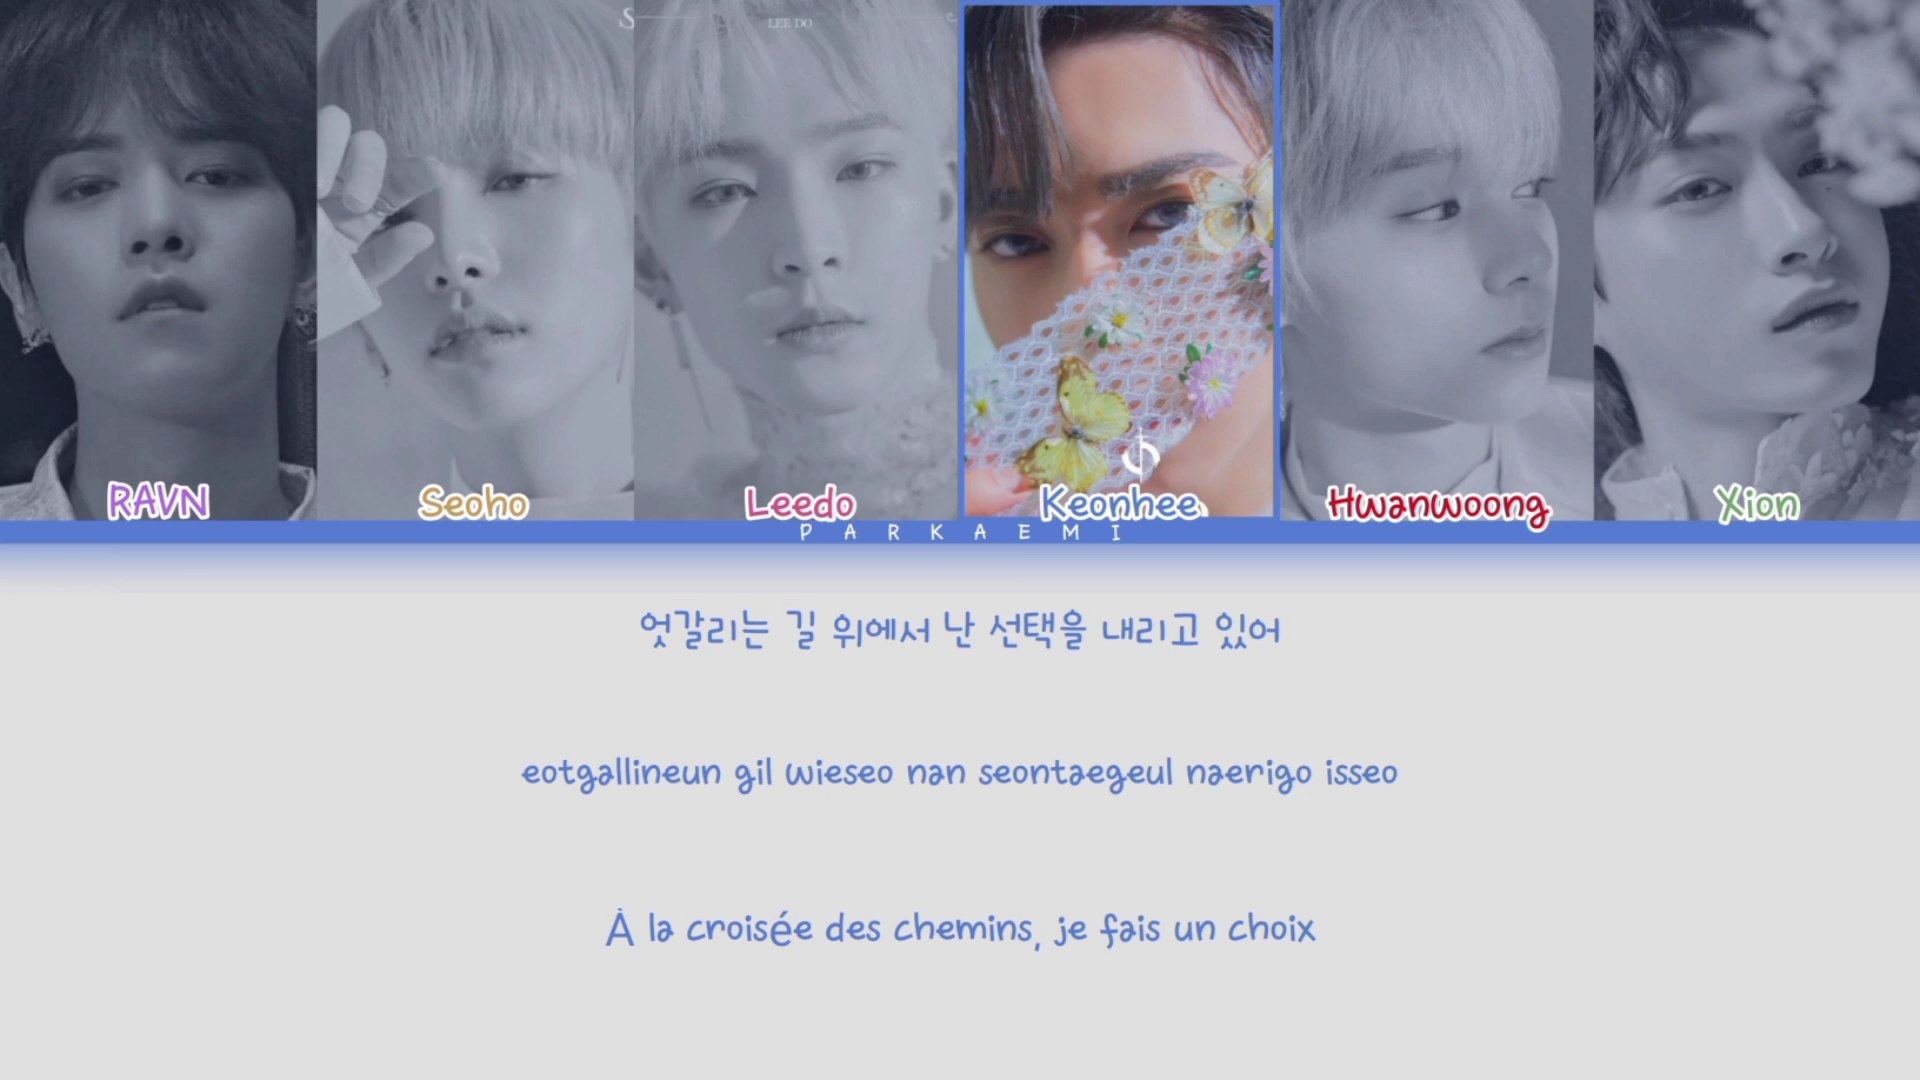 LEE DO
RAVN
Seoho
Leedo
Keonhee
Hwanwoong
Xion
PARKAEMI
엇갈리는 길 위에서 난 선택을 내리고 있어
eotgallineun gil wieseo nan seontaegeul naerigo isseo
À la croisée des chemins, je fais un choix